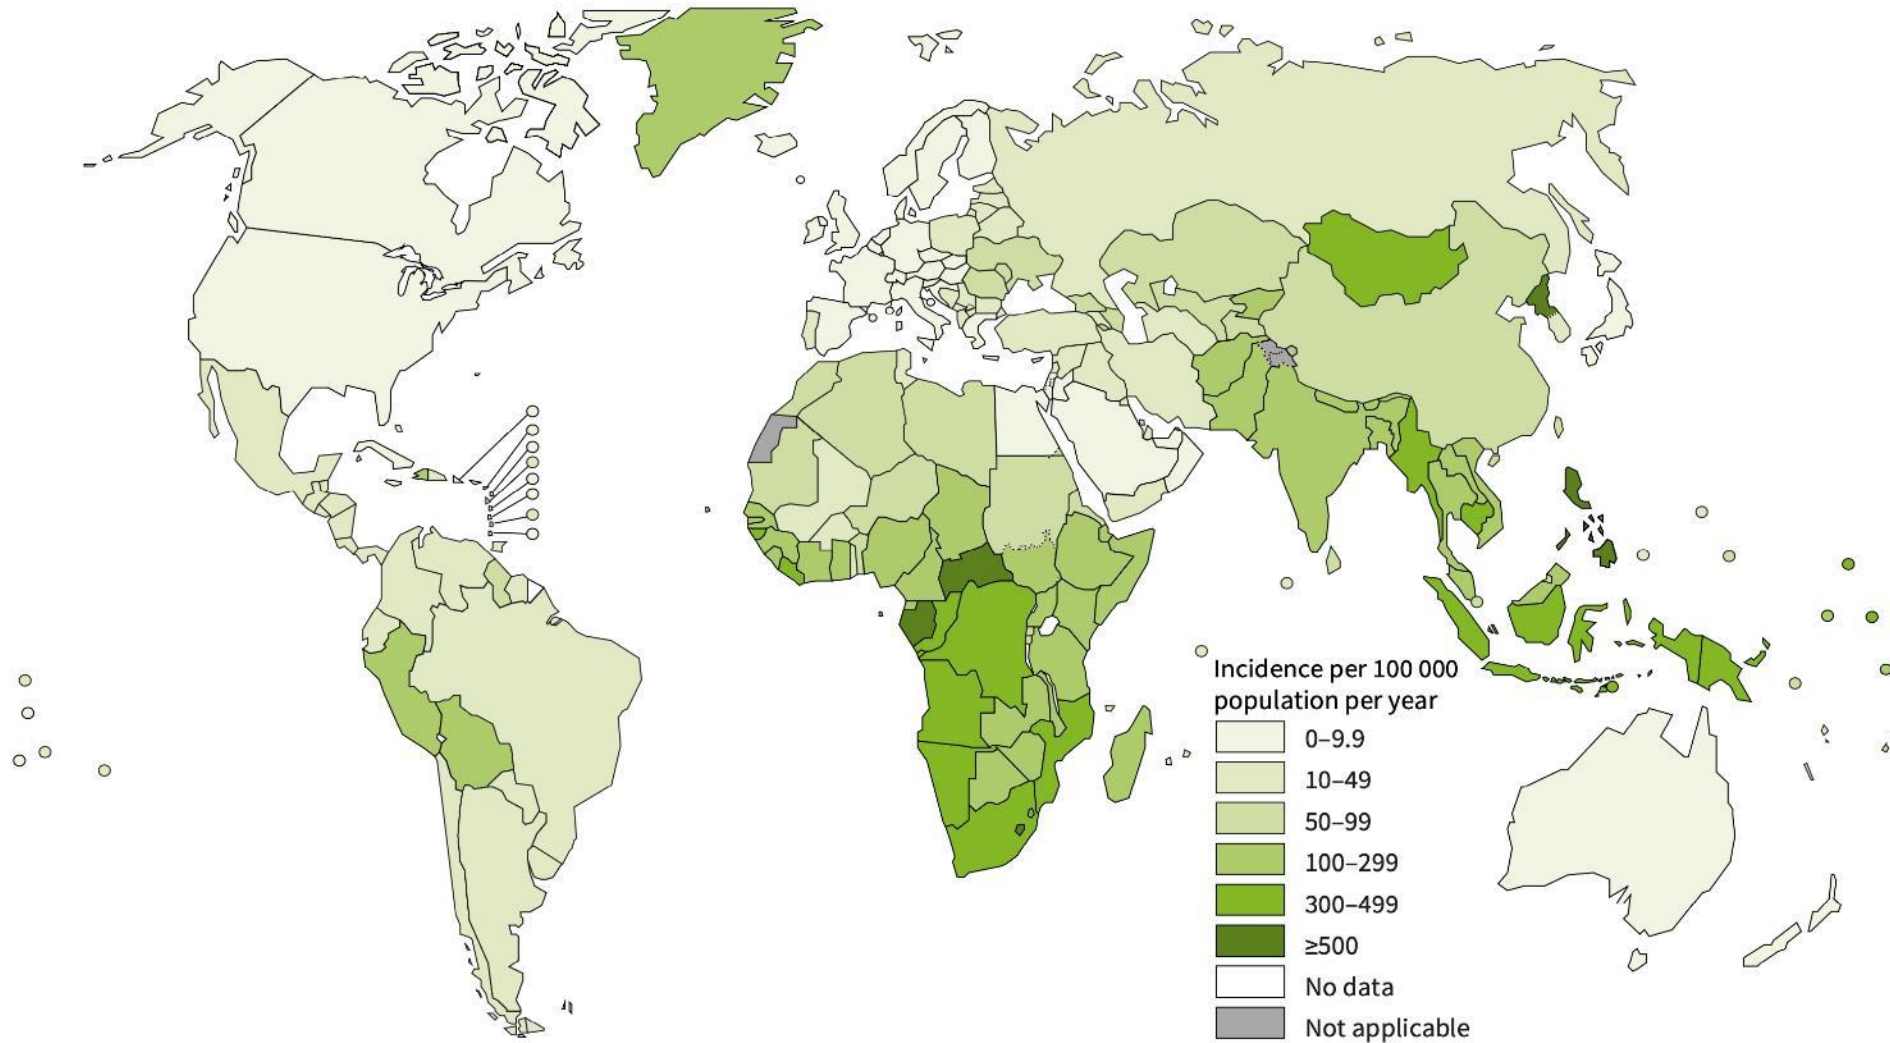 Incidence per 100 000
population per year
0–9.9
10–49
50–99
100–299
300–499
≥500
No data
Not applicable